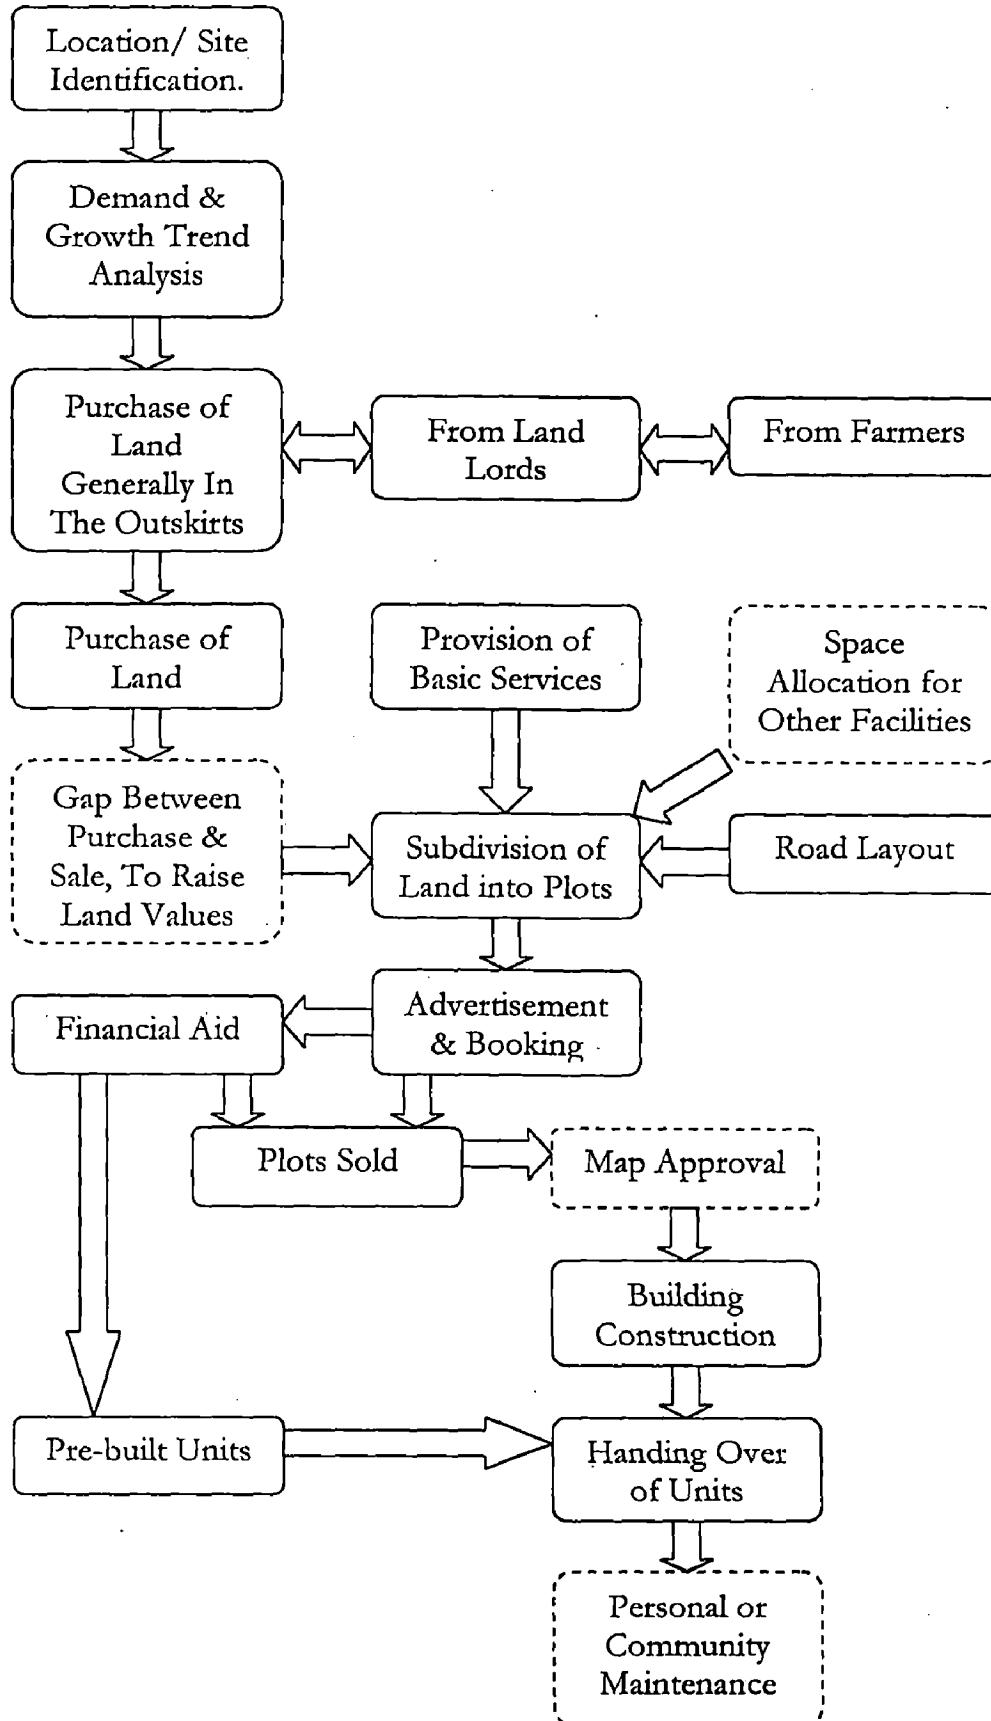 Location/ Site
Identification.
Demand &
Growth Trend
Analysis
Purchase of
Land
Generally In
The Outskirts
From Land
Lords
From Farmers
Purchase of
Land
Provision of
Basic Services
Space
Allocation for
Other Facilities
Gap Between
Purchase &
Sale, To Raise
Land Values
Subdivision of
Land into Plots
Road Layout
Financial Aid
Advertisement
& Booking
Plots Sold
Map Approval
Building
Construction
Pre-built Units
Handing Over
of Units
Personal or
Community
Maintenance